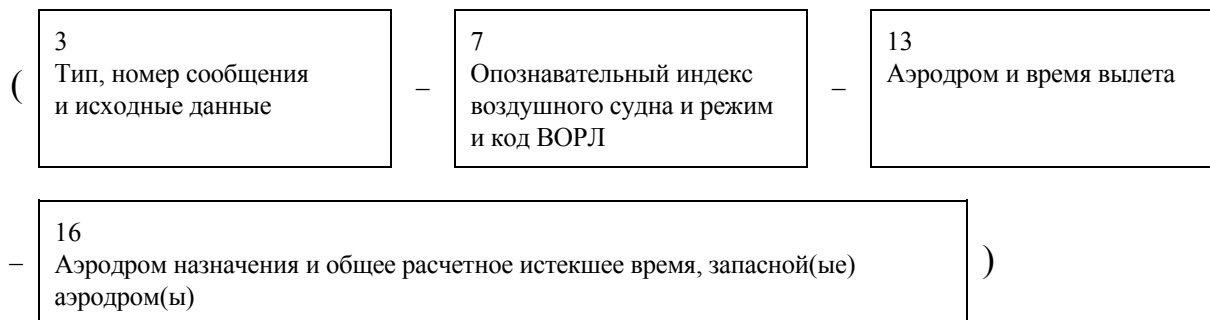 (
3
Тип, номер сообщения
и исходные данные
–
7
Опознавательный индекс
воздушного судна и режим
и код ВОРЛ
–
13
Аэродром и время вылета
–
16
Аэродром назначения и общее расчетное истекшее время, запасной(ые)
аэродром(ы)
)